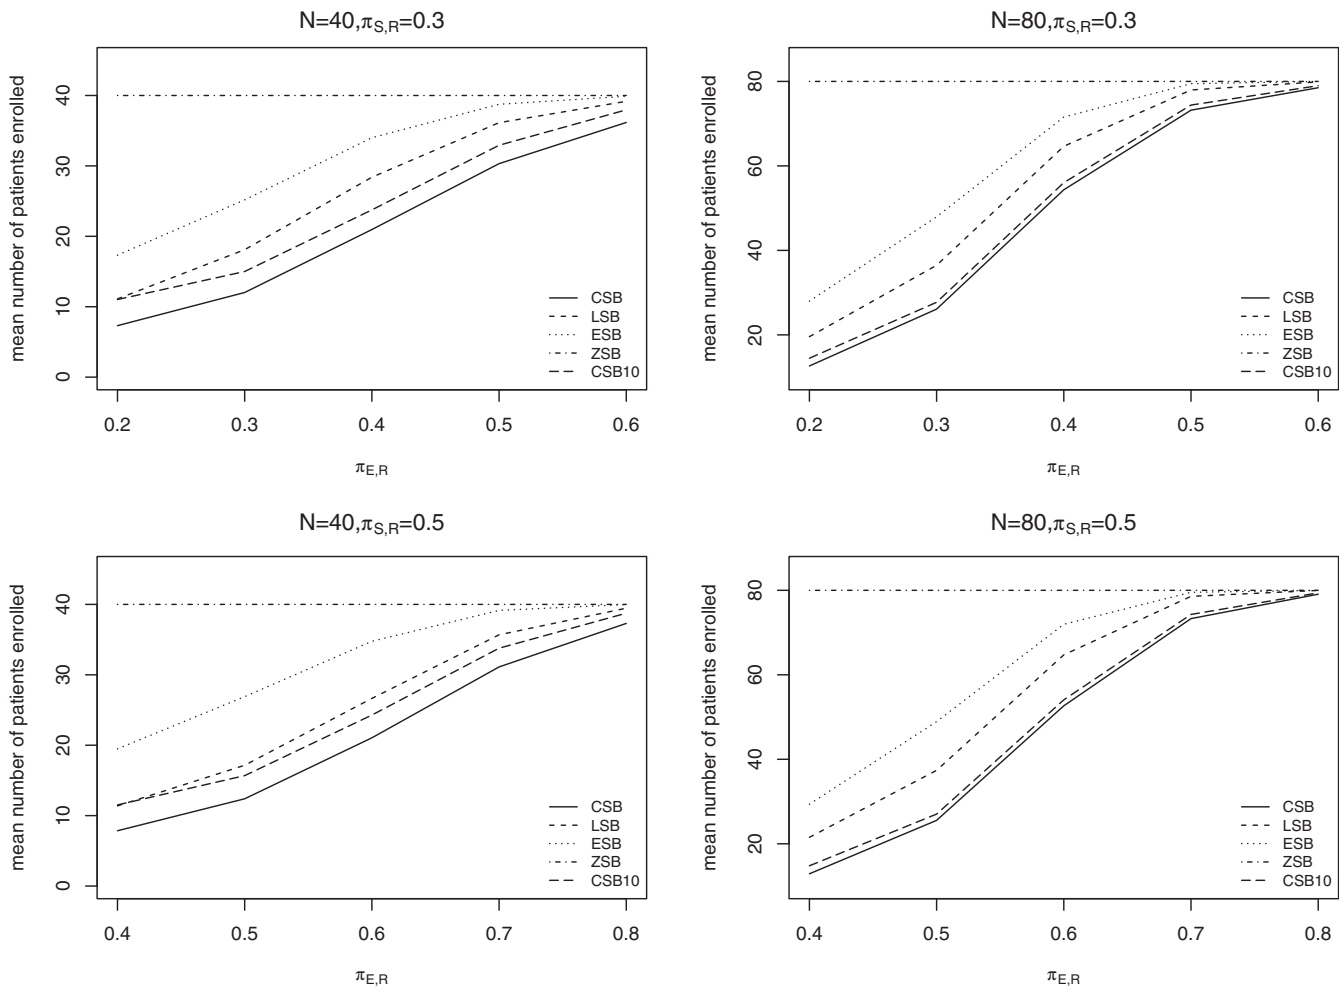 N=40,πS,R=0.3
mean number of patients enrolled
40
30
20
10
0
CSB
LSB
ESB
ZSB
CSB10
0.2 0.3 0.4 0.5 0.6
πE,R
N=80,πS,R=0.3
mean number of patients enrolled
80
60
40
20
CSB
LSB
ESB
ZSB
CSB10
0.2 0.3 0.4 0.5 0.6
πE,R
N=40,πS,R=0.5
mean number of patients enrolled
40
30
20
10
0
CSB
LSB
ESB
ZSB
CSB10
0.4 0.5 0.6 0.7 0.8
πE,R
N=80,πS,R=0.5
mean number of patients enrolled
80
60
40
20
CSB
LSB
ESB
ZSB
CSB10
0.4 0.5 0.6 0.7 0.8
πE,R